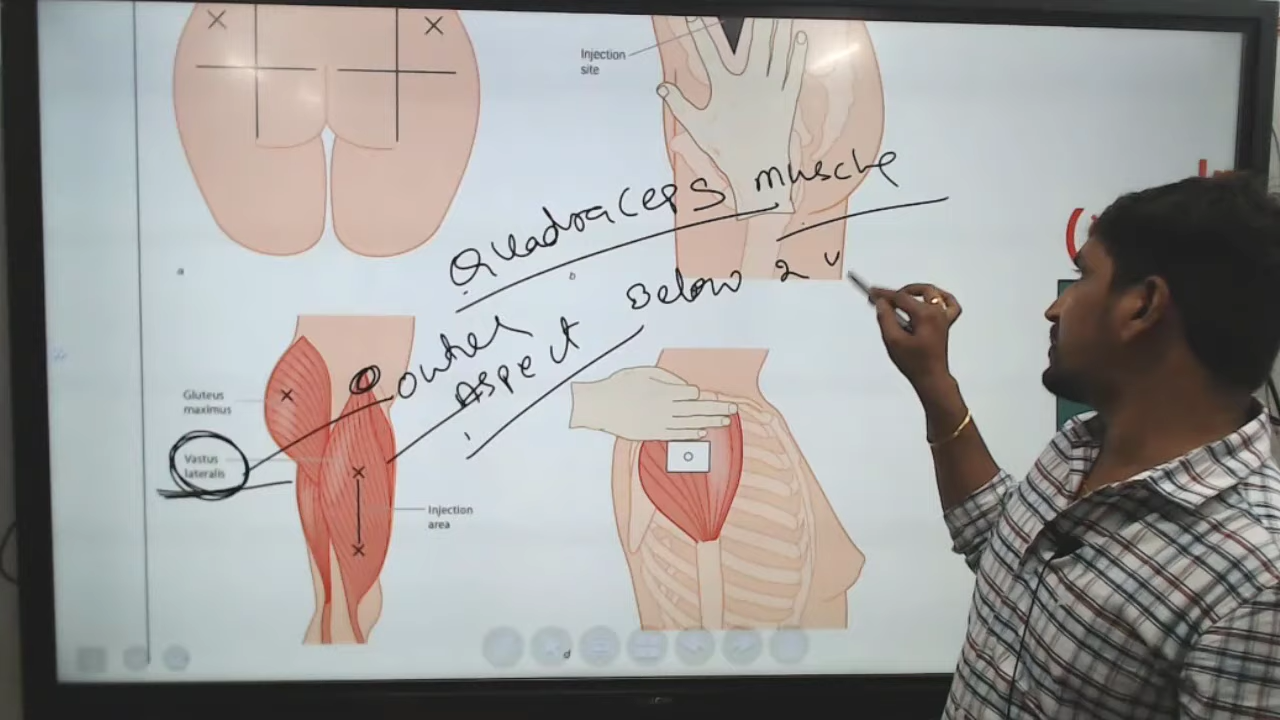 Injection
site
Quadraceps muscle
Below 2 y
outer
Aspect
a
b
Gluteus
maximus
Vastus
lateralis
Injection
area
d